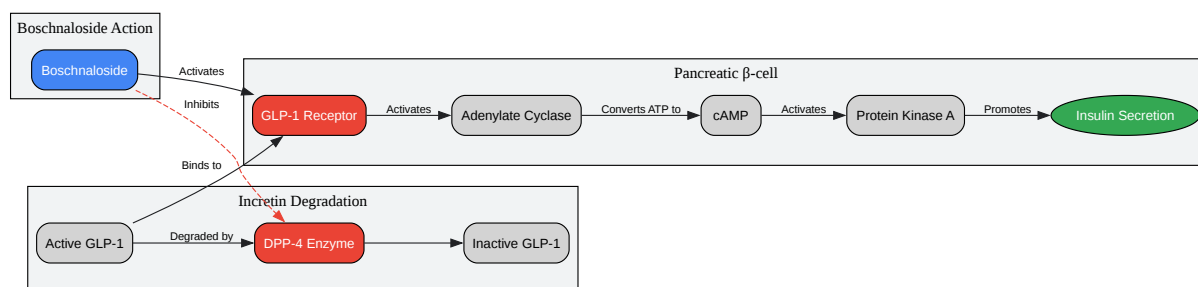 Boschnaloside Action
Boschnaloside
Activates
Inhibits
Pancreatic β-cell
GLP-1 Receptor
Activates
Adenylate Cyclase
Converts ATP to
cAMP
Activates
Protein Kinase A
Promotes
Insulin Secretion
Binds to
Incretin Degradation
Active GLP-1
Degraded by
DPP-4 Enzyme
Inactive GLP-1